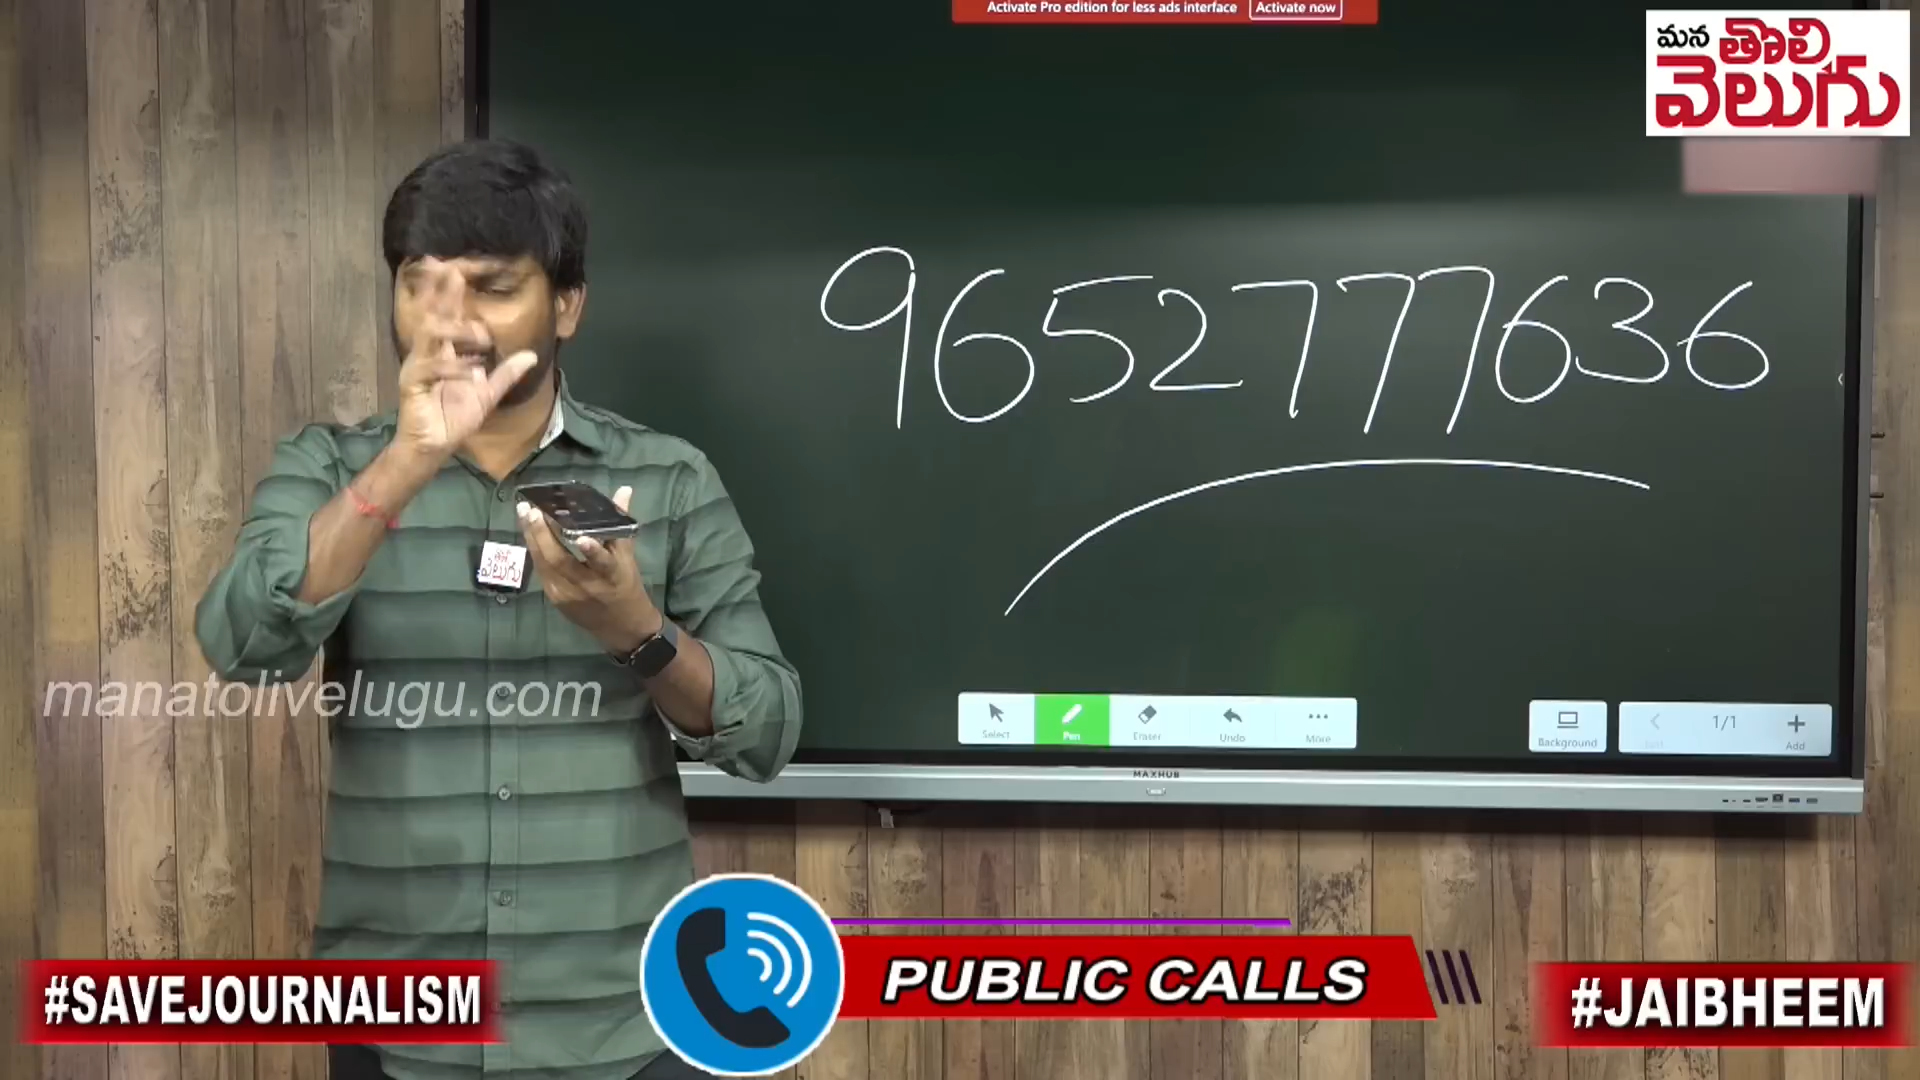 Activate Pro edition for less ads interface Activate now
మన తొలి
వెలుగు
9652777636
తొలి
వెలుగు
manatolivelugu.com
Select Pen Eraser Undo More Background 1/1 Add
MAXHUB
PUBLIC CALLS
#SAVEJOURNALISM
#JAIBHEEM